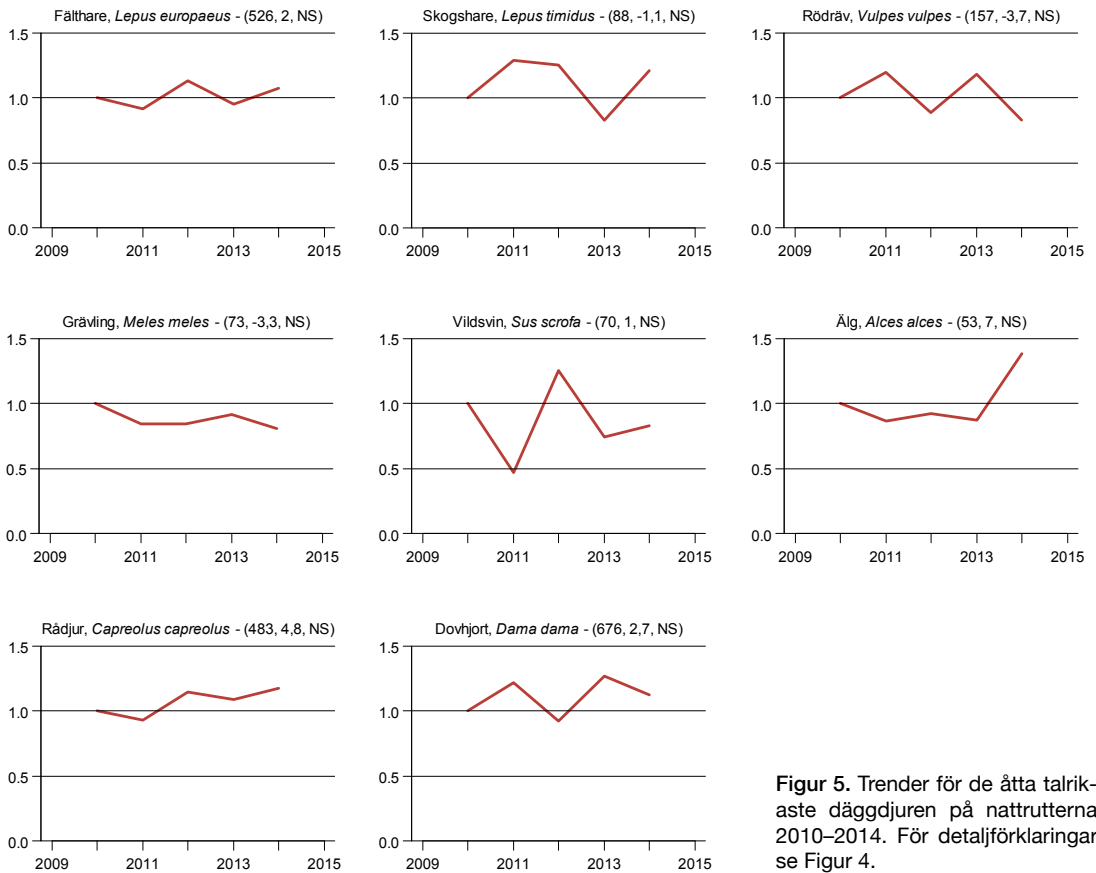 Fälthare, Lepus europaeus - (526, 2, NS)
1.5
1.0
0.5
0.0
2009 2011 2013 2015
Skogshare, Lepus timidus - (88, -1,1, NS)
1.5
1.0
0.5
0.0
2009 2011 2013 2015
Rödräv, Vulpes vulpes - (157, -3,7, NS)
1.5
1.0
0.5
0.0
2009 2011 2013 2015
Grävling, Meles meles - (73, -3,3, NS)
1.5
1.0
0.5
0.0
2009 2011 2013 2015
Vildsvin, Sus scrofa - (70, 1, NS)
1.5
1.0
0.5
0.0
2009 2011 2013 2015
Älg, Alces alces - (53, 7, NS)
1.5
1.0
0.5
0.0
2009 2011 2013 2015
Rådjur, Capreolus capreolus - (483, 4,8, NS)
1.5
1.0
0.5
0.0
2009 2011 2013 2015
Dovhjort, Dama dama - (676, 2,7, NS)
1.5
1.0
0.5
0.0
2009 2011 2013 2015
Figur 5. Trender för de åtta talrik-
aste däggdjuren på nattrutterna
2010–2014. För detaljförklaringar
se Figur 4.